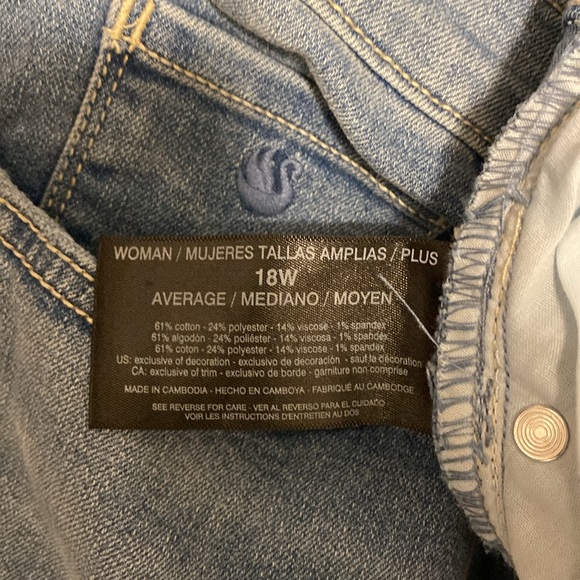 WOMAN / MUJERES TALLAS AMPLIAS / PLUS
18W
AVERAGE / MEDIANO / MOYEN
61% cotton - 24% polyester - 14% viscose - 1% spandex
61% algodón - 24% poliéster - 14% viscosa - 1% spandex
61% coton - 24% polyester - 14% viscose - 1% spandex
US: exclusive of decoration - exclusivo de decoración - sauf la décoration
CA: exclusive of trim - exclusivo de borde - garniture non comprise
MADE IN CAMBODIA - HECHO EN CAMBOYA - FABRIQUÉ AU CAMBODGE
SEE REVERSE FOR CARE - VER AL REVERSO PARA EL CUIDADO
VOIR LES INSTRUCTIONS D'ENTRETIEN AU DOS